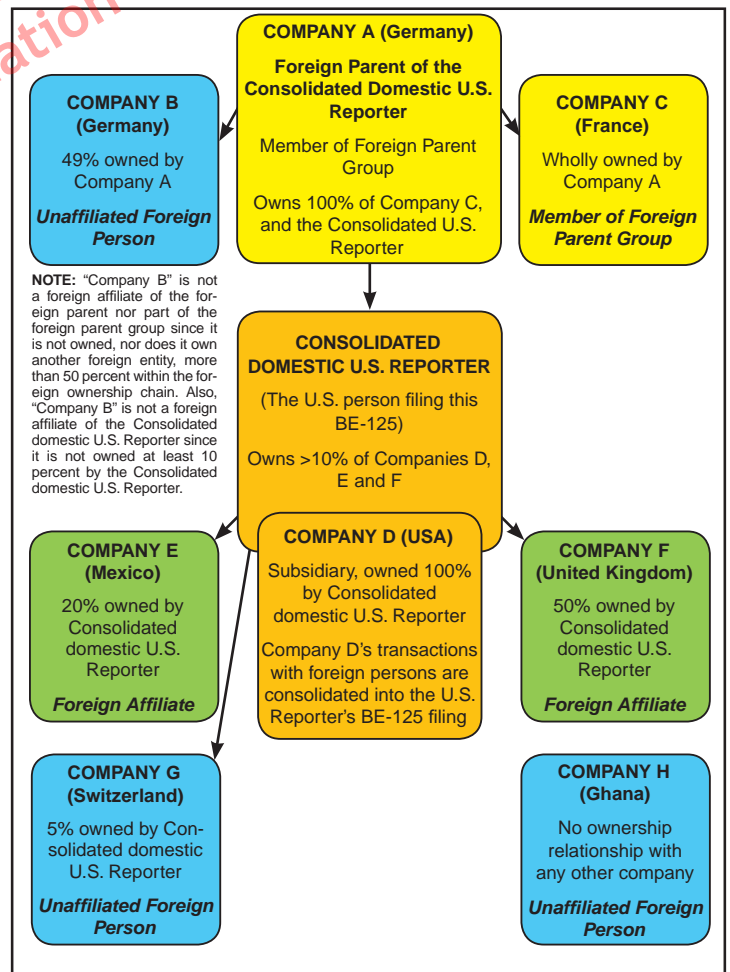 COMPANY A (Germany)
Foreign Parent of the
Consolidated Domestic U.S.
Reporter
Member of Foreign Parent
Group
Owns 100% of Company C,
and the Consolidated U.S.
Reporter
COMPANY B
(Germany)
49% owned by
Company A
Unaffiliated Foreign
Person
COMPANY C
(France)
Wholly owned by
Company A
Member of Foreign
Parent Group
NOTE: “Company B” is not
a foreign affiliate of the for-
eign parent nor part of the
foreign parent group since it
is not owned, nor does it own
another foreign entity, more
than 50 percent within the for-
eign ownership chain. Also,
“Company B” is not a foreign
affiliate of the Consolidated
domestic U.S. Reporter since
it is not owned at least 10
percent by the Consolidated
domestic U.S. Reporter.
CONSOLIDATED
DOMESTIC U.S. REPORTER
(The U.S. person filing this
BE-125)
Owns >10% of Companies D,
E and F
COMPANY E
(Mexico)
20% owned by
Consolidated
domestic U.S.
Reporter
Foreign Affiliate
COMPANY D (USA)
Subsidiary, owned 100%
by Consolidated
domestic U.S. Reporter
Company D’s transactions
with foreign persons are
consolidated into the U.S.
Reporter’s BE-125 filing
COMPANY F
(United Kingdom)
50% owned by
Consolidated
domestic U.S.
Reporter
Foreign Affiliate
COMPANY G
(Switzerland)
5% owned by Con-
solidated domestic
U.S. Reporter
Unaffiliated Foreign
Person
COMPANY H
(Ghana)
No ownership
relationship with
any other company
Unaffiliated Foreign
Person